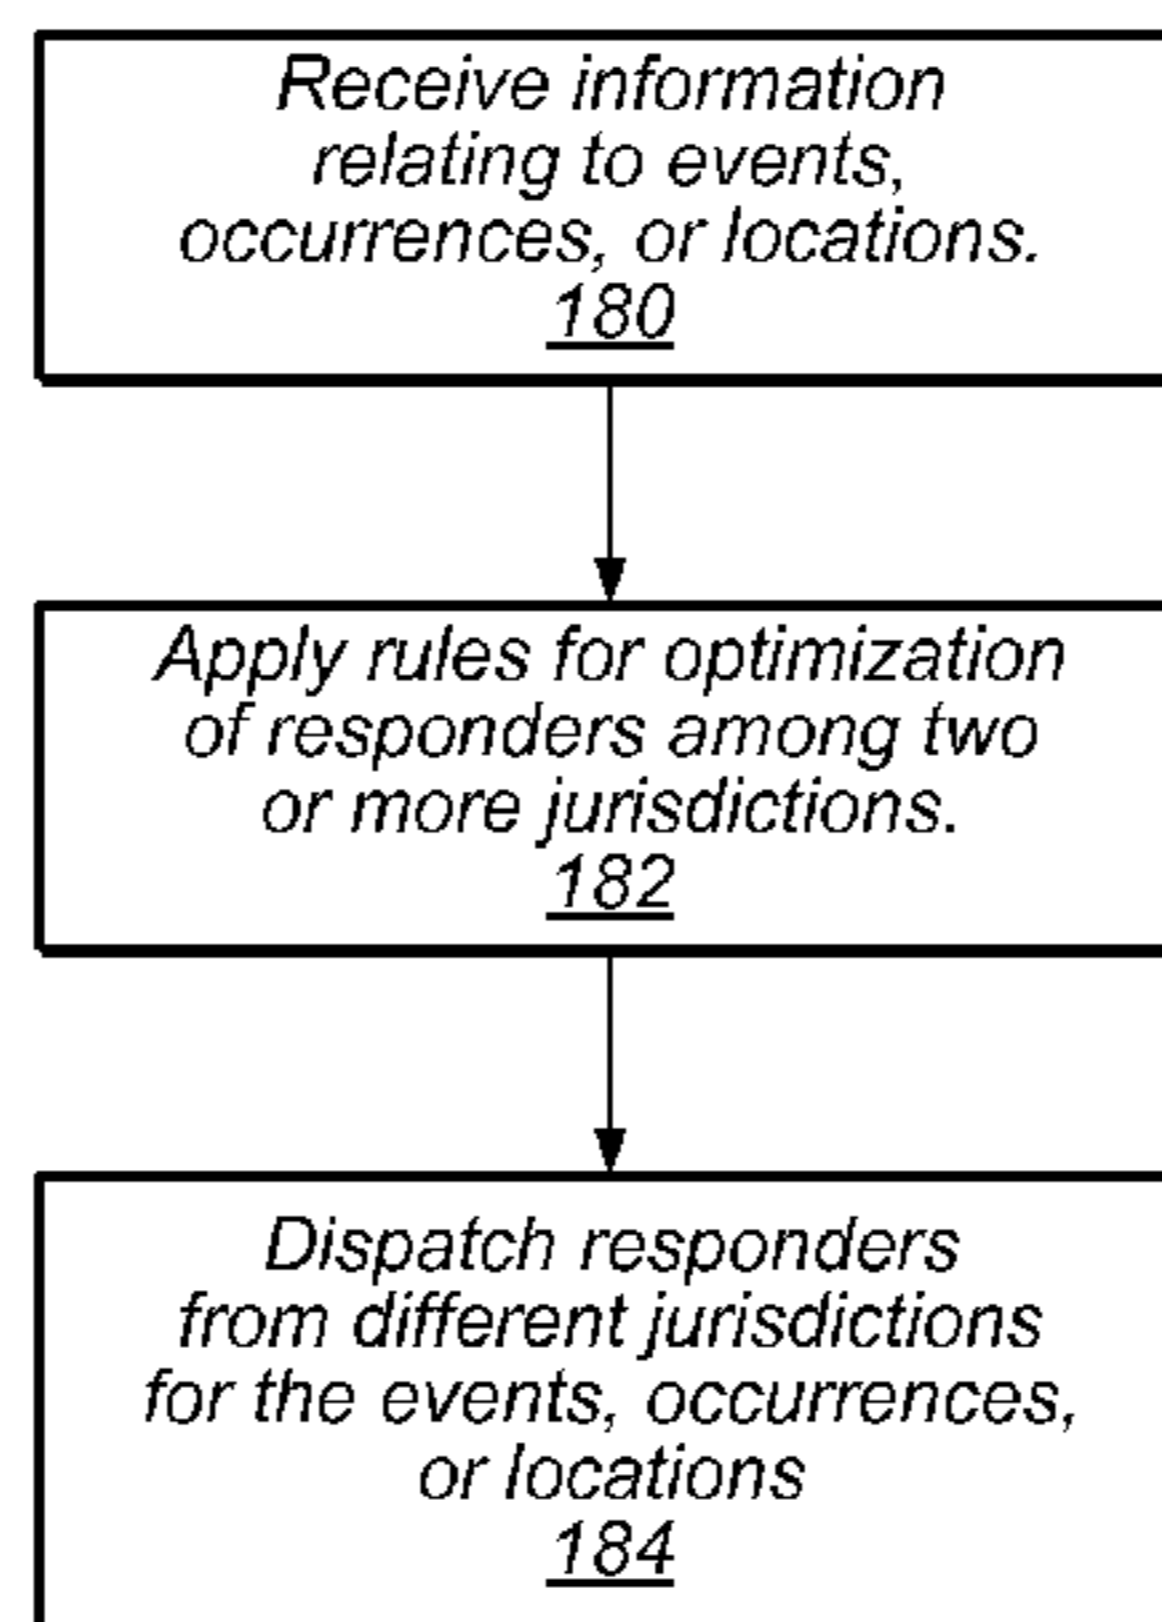 Receive information
relating to events,
occurrences, or locations.
180
Apply rules for optimization
of responders among two
or more jurisdictions.
182
Dispatch responders
from different jurisdictions
for the events, occurrences,
or locations
184